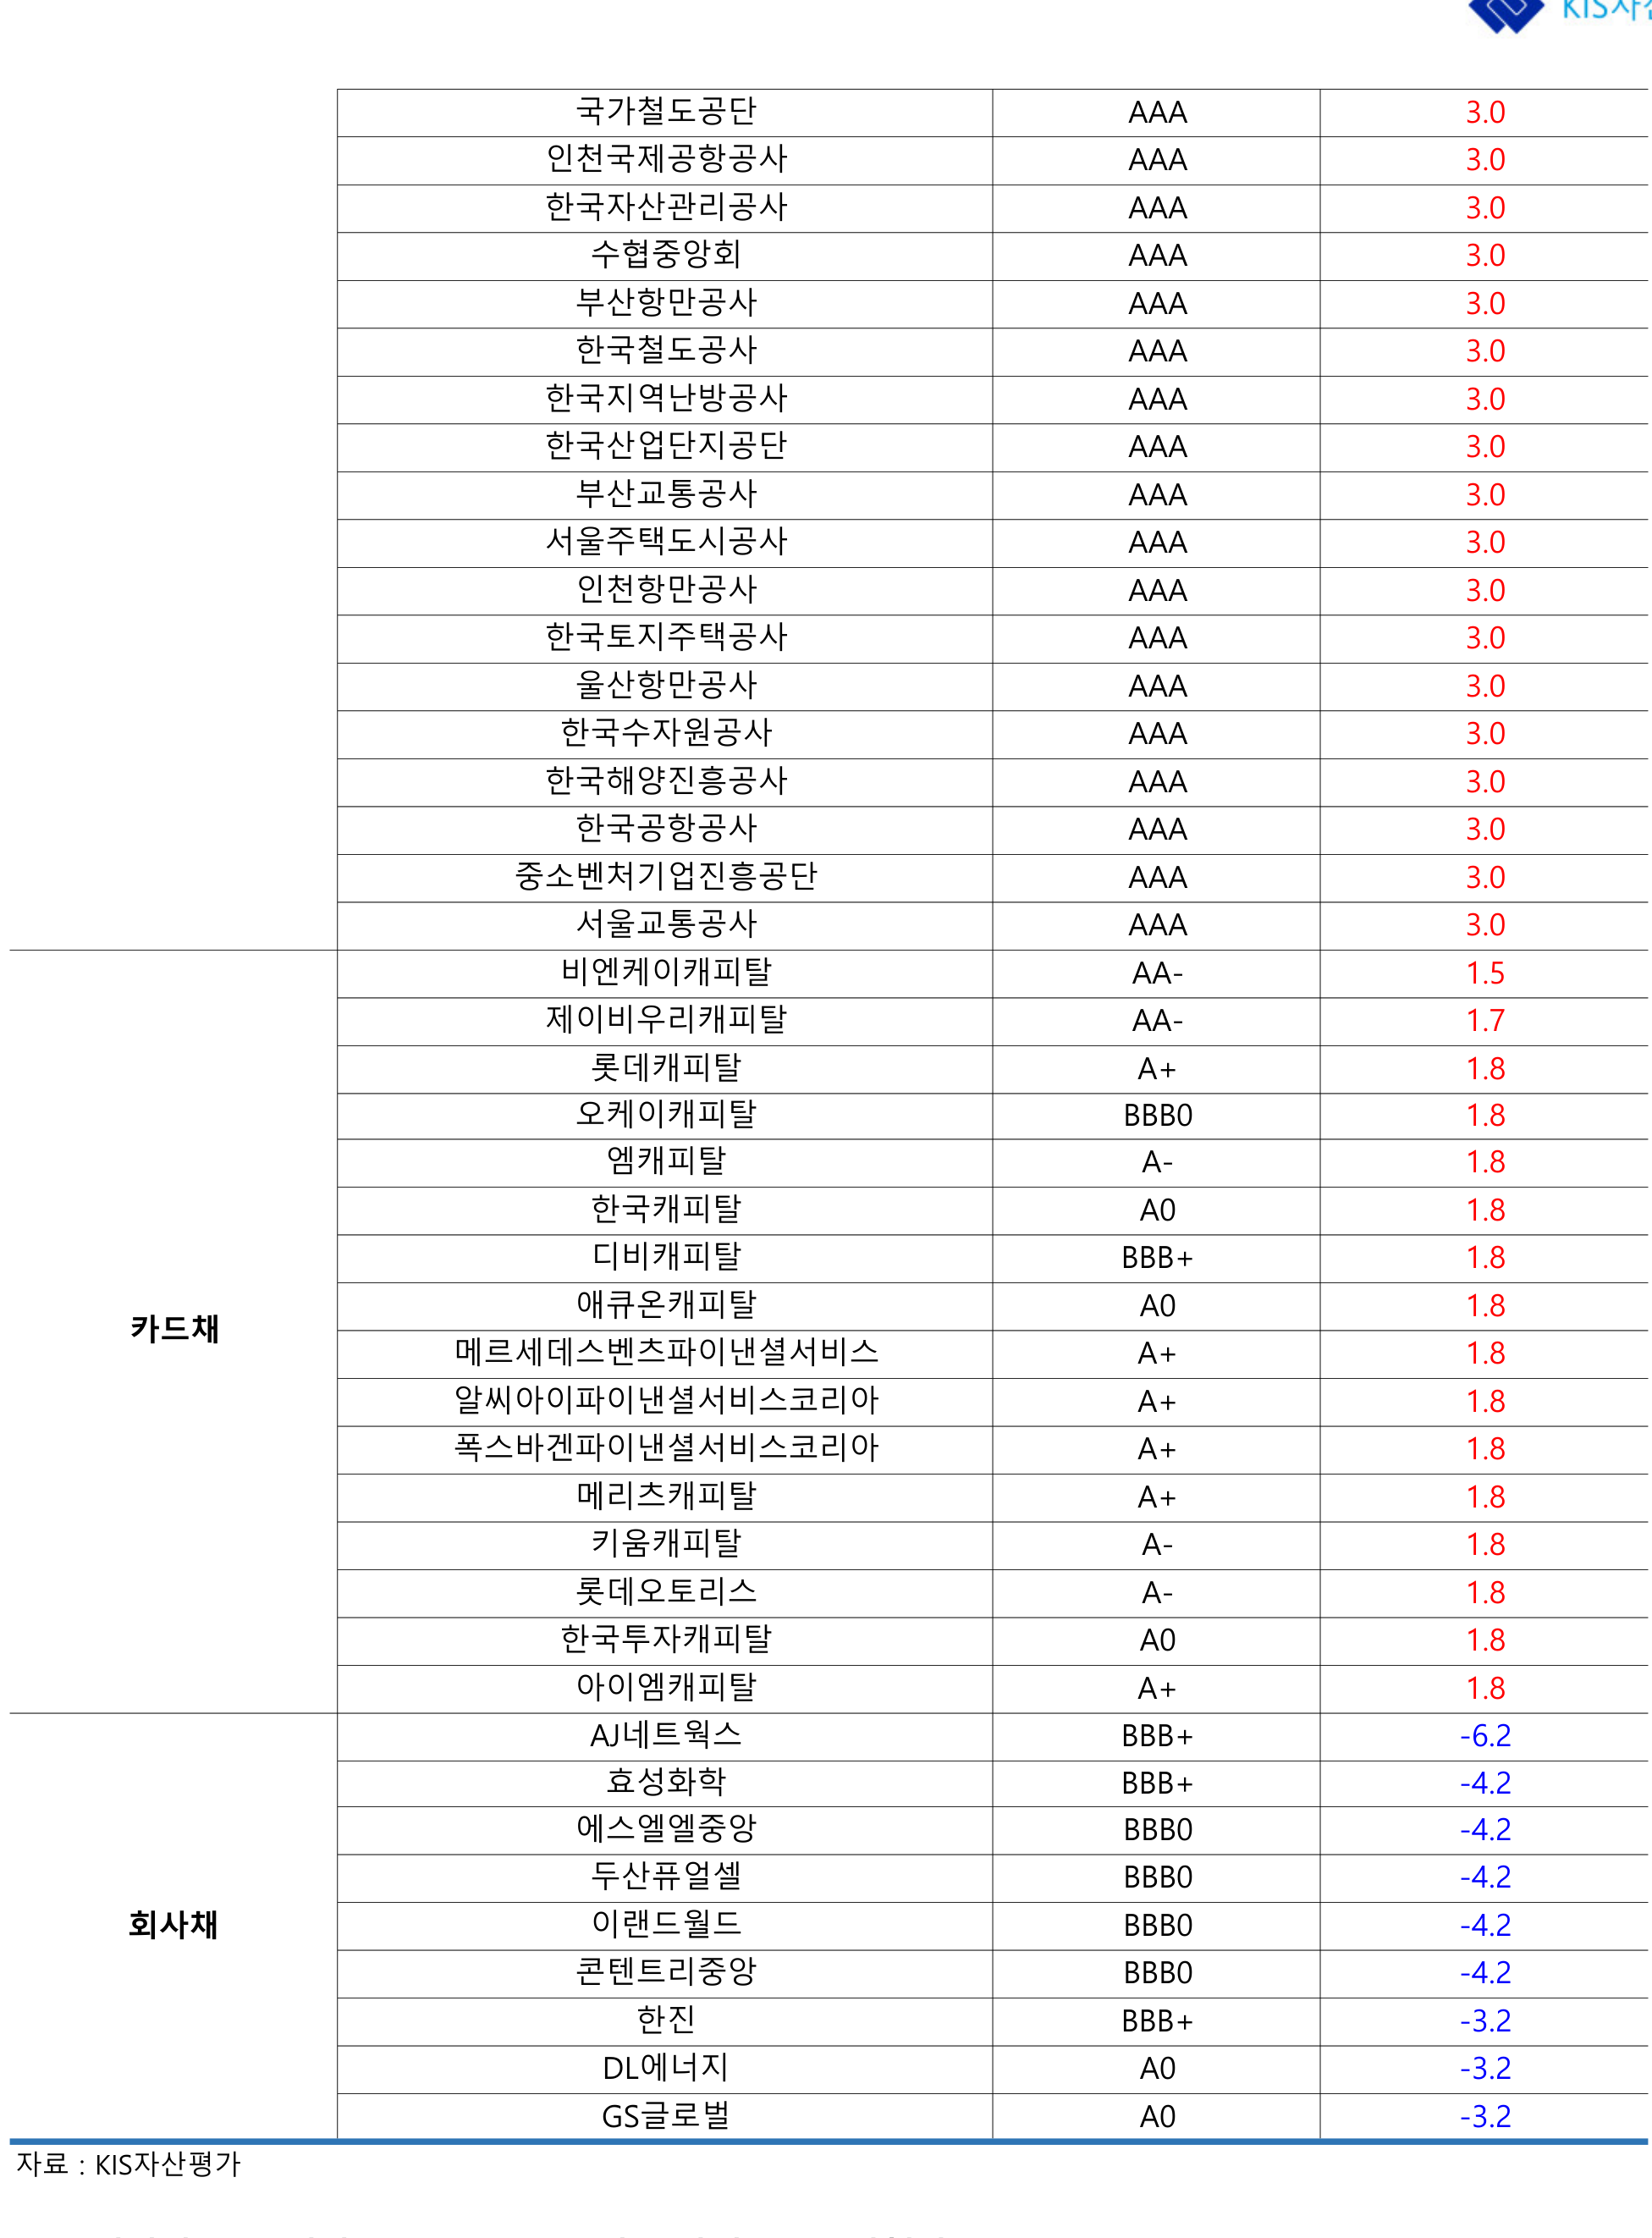 국가철도공단 AAA 3.0
인천국제공항공사 AAA 3.0
한국자산관리공사 AAA 3.0
수협중앙회 AAA 3.0
부산항만공사 AAA 3.0
한국철도공사 AAA 3.0
한국지역난방공사 AAA 3.0
한국산업단지공단 AAA 3.0
부산교통공사 AAA 3.0
서울주택도시공사 AAA 3.0
인천항만공사 AAA 3.0
한국토지주택공사 AAA 3.0
울산항만공사 AAA 3.0
한국수자원공사 AAA 3.0
한국해양진흥공사 AAA 3.0
한국공항공사 AAA 3.0
중소벤처기업진흥공단 AAA 3.0
서울교통공사 AAA 3.0
카드채
비엔케이캐피탈 AA- 1.5
제이비우리캐피탈 AA- 1.7
롯데캐피탈 A+ 1.8
오케이캐피탈 BBB0 1.8
엠캐피탈 A- 1.8
한국캐피탈 A0 1.8
디비캐피탈 BBB+ 1.8
애큐온캐피탈 A0 1.8
메르세데스벤츠파이낸셜서비스 A+ 1.8
알씨아이파이낸셜서비스코리아 A+ 1.8
폭스바겐파이낸셜서비스코리아 A+ 1.8
메리츠캐피탈 A+ 1.8
키움캐피탈 A- 1.8
롯데오토리스 A- 1.8
한국투자캐피탈 A0 1.8
아이엠캐피탈 A+ 1.8
회사채
AJ네트웍스 BBB+ -6.2
효성화학 BBB+ -4.2
에스엘엘중앙 BBB0 -4.2
두산퓨얼셀 BBB0 -4.2
이랜드월드 BBB0 -4.2
콘텐트리중앙 BBB0 -4.2
한진 BBB+ -3.2
DL에너지 A0 -3.2
GS글로벌 A0 -3.2
자료 : KIS자산평가